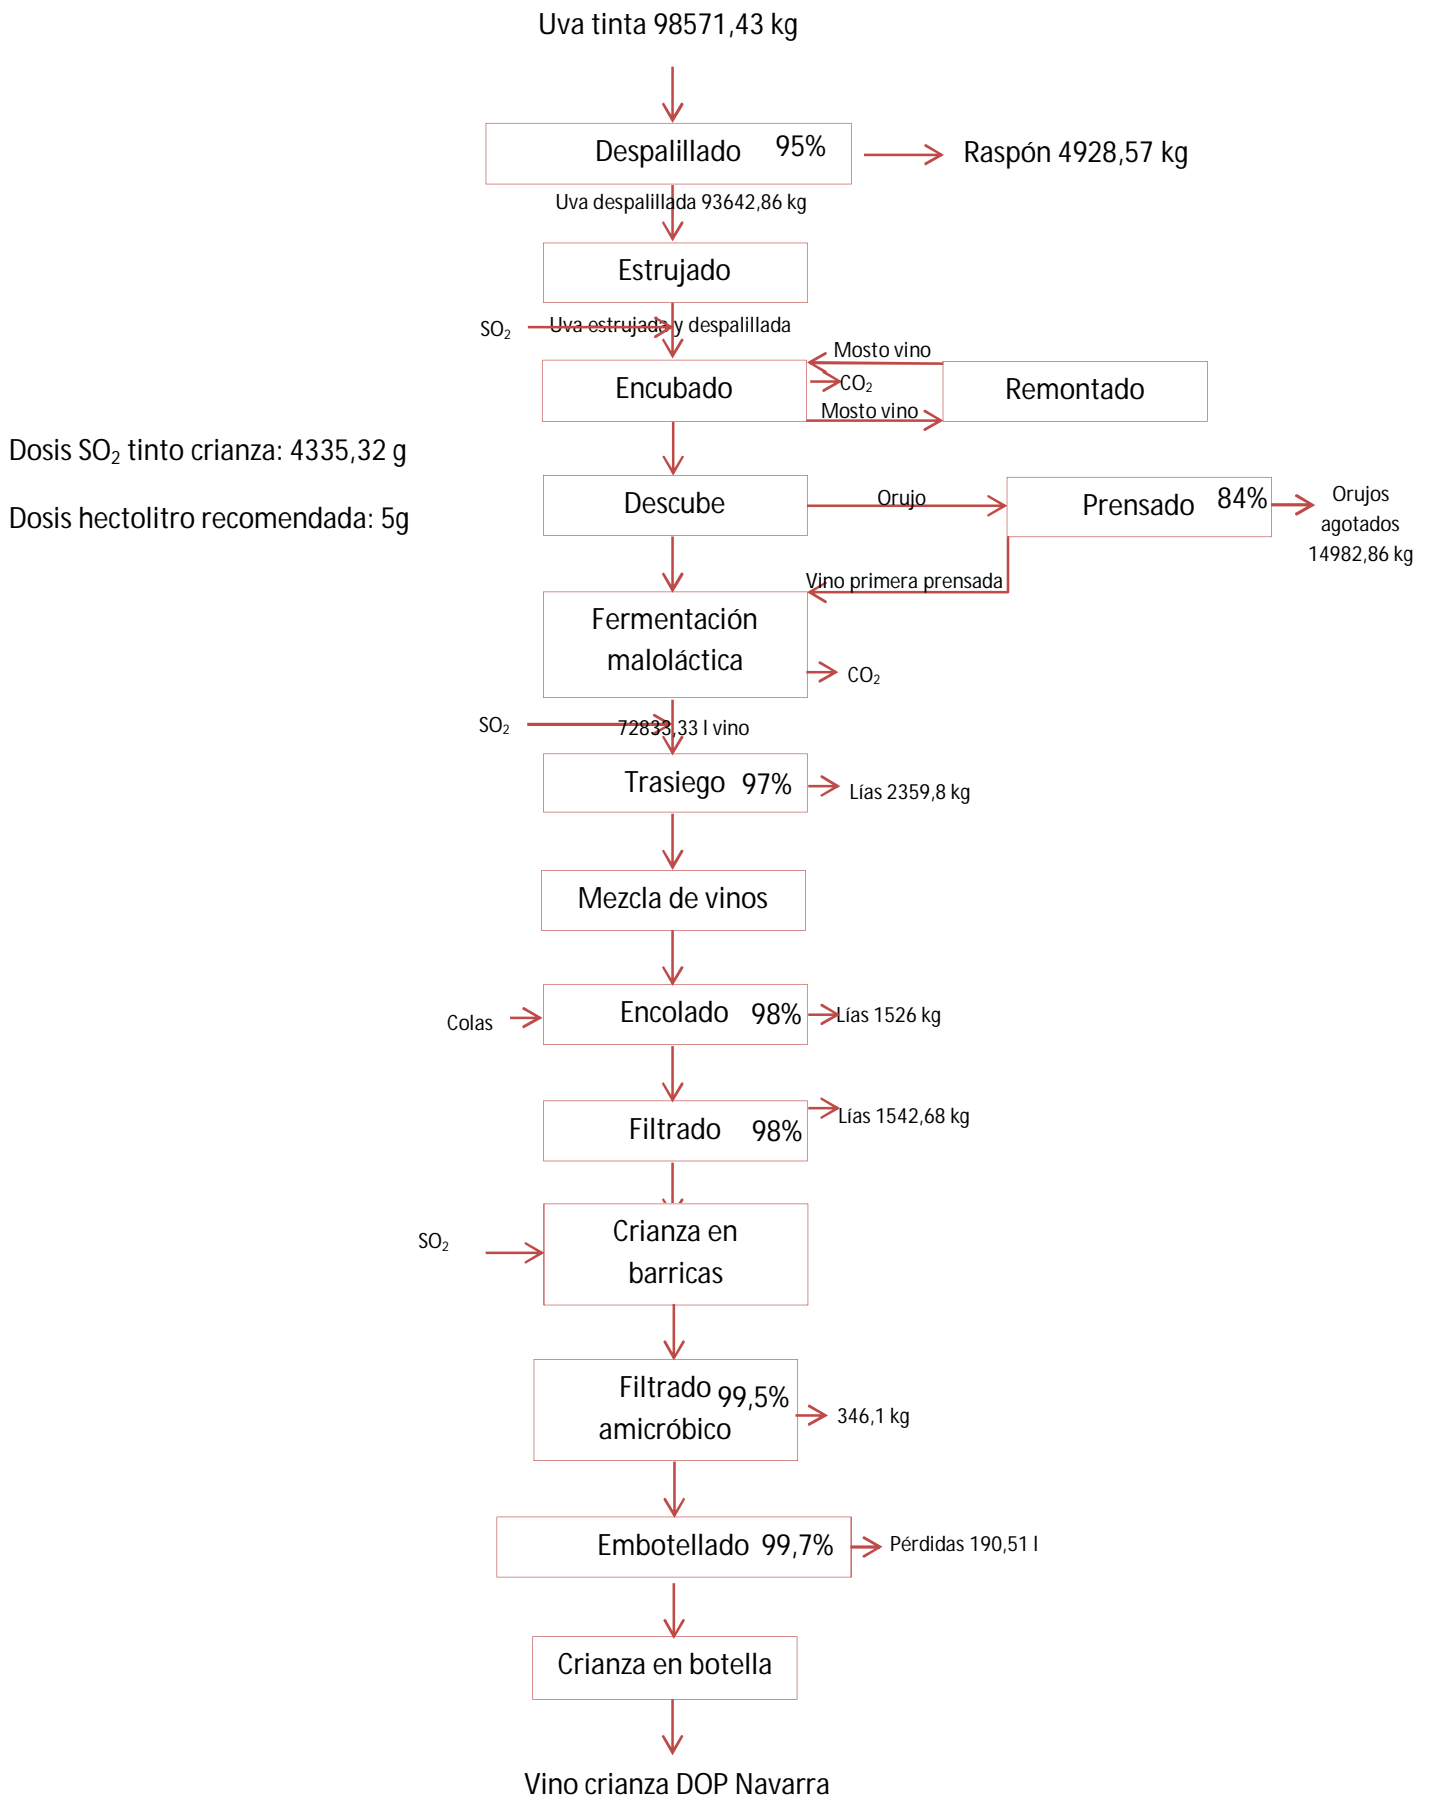 Uva tinta 98571,43 kg
Despalillado 95%
Raspón 4928,57 kg
Uva despalillada 93642,86 kg
Estrujado
SO₂
Uva estrujada y despalillada
Mosto vino
Encubado
CO₂
Remontado
Mosto vino
Dosis SO₂ tinto crianza: 4335,32 g
Dosis hectolitro recomendada: 5g
Descube
Orujo
Prensado 84%
Orujos
agotados
14982,86 kg
Vino primera prensada
Fermentación
maloláctica
CO₂
SO₂
72833,33 l vino
Trasiego 97%
Lías 2359,8 kg
Mezcla de vinos
Colas
Encolado 98%
Lías 1526 kg
Filtrado 98%
Lías 1542,68 kg
SO₂
Crianza en
barricas
Filtrado 99,5%
amicróbico
346,1 kg
Embotellado 99,7%
Pérdidas 190,51 l
Crianza en botella
Vino crianza DOP Navarra